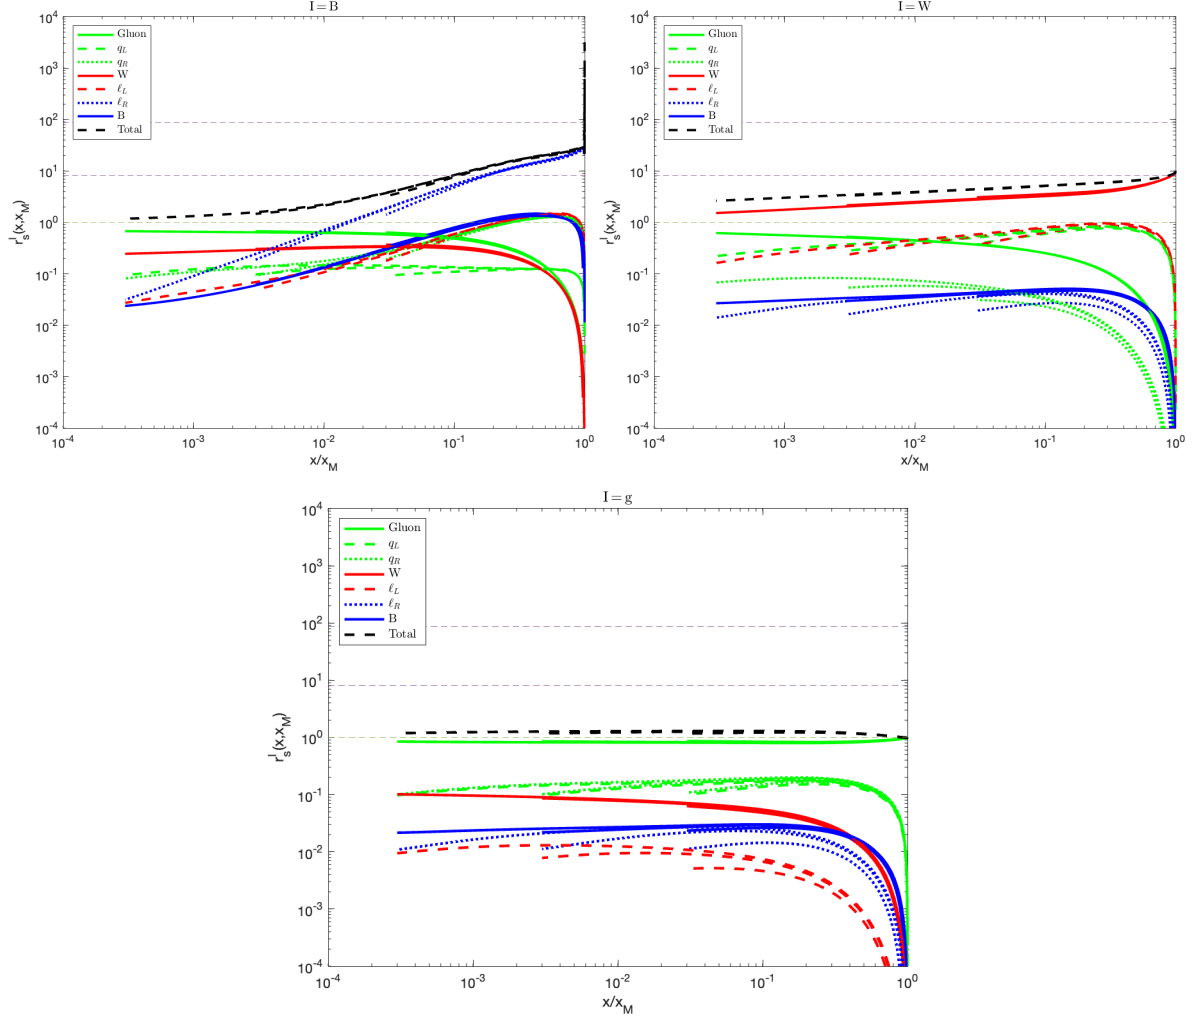 I = B
10^4
10^3
10^2
10^1
10^0
10^-1
10^-2
10^-3
10^-4
r_s^I(x,x_M)
Gluon
q_L
q_R
W
ℓ_L
ℓ_R
B
Total
10^-4 10^-3 10^-2 10^-1 10^0
x/x_M
I = W
10^4
10^3
10^2
10^1
10^0
10^-1
10^-2
10^-3
10^-4
r_s^I(x,x_M)
Gluon
q_L
q_R
W
ℓ_L
ℓ_R
B
Total
10^-4 10^-3 10^-2 10^-1 10^0
x/x_M
I = g
10^4
10^3
10^2
10^1
10^0
10^-1
10^-2
10^-3
10^-4
r_s^I(x,x_M)
Gluon
q_L
q_R
W
ℓ_L
ℓ_R
B
Total
10^-4 10^-3 10^-2 10^-1 10^0
x/x_M